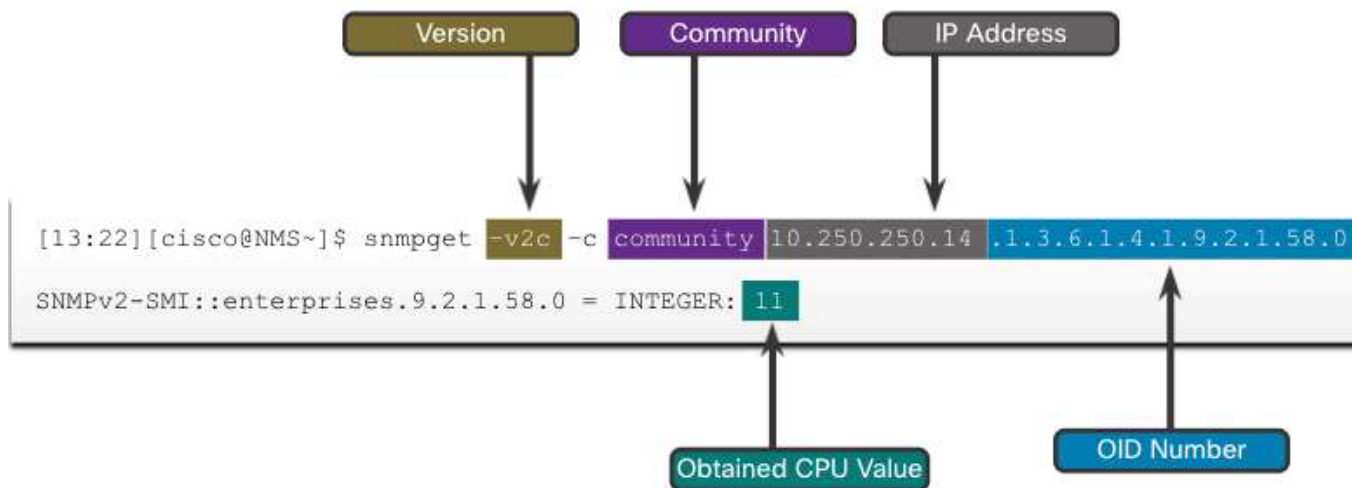 Version Community IP Address
[13:22][cisco@NMS~]$ snmpget -v2c -c community 10.250.250.14 .1.3.6.1.4.1.9.2.1.58.0
SNMPv2-SMI::enterprises.9.2.1.58.0 = INTEGER: 11
Obtained CPU Value OID Number